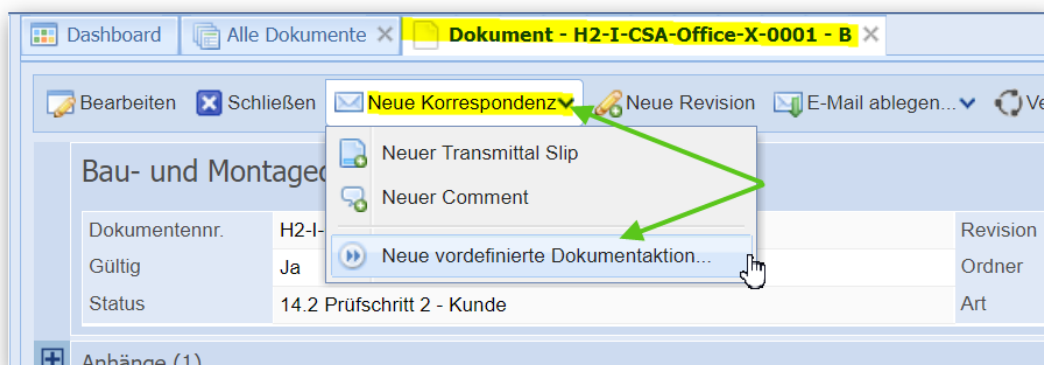 Dashboard Alle Dokumente Dokument - H2-I-CSA-Office-X-0001 - B
Bearbeiten Schließen Neue Korrespondenz Neue Revision E-Mail ablegen...
Neuer Transmittal Slip
Neuer Comment
Neue vordefinierte Dokumentaktion...
Bau- und
Dokumentennr. H2-I- Revision
Gültig Ja Ordner
Status 14.2 Prüfschritt 2 - Kunde Art
Anhänge (1)